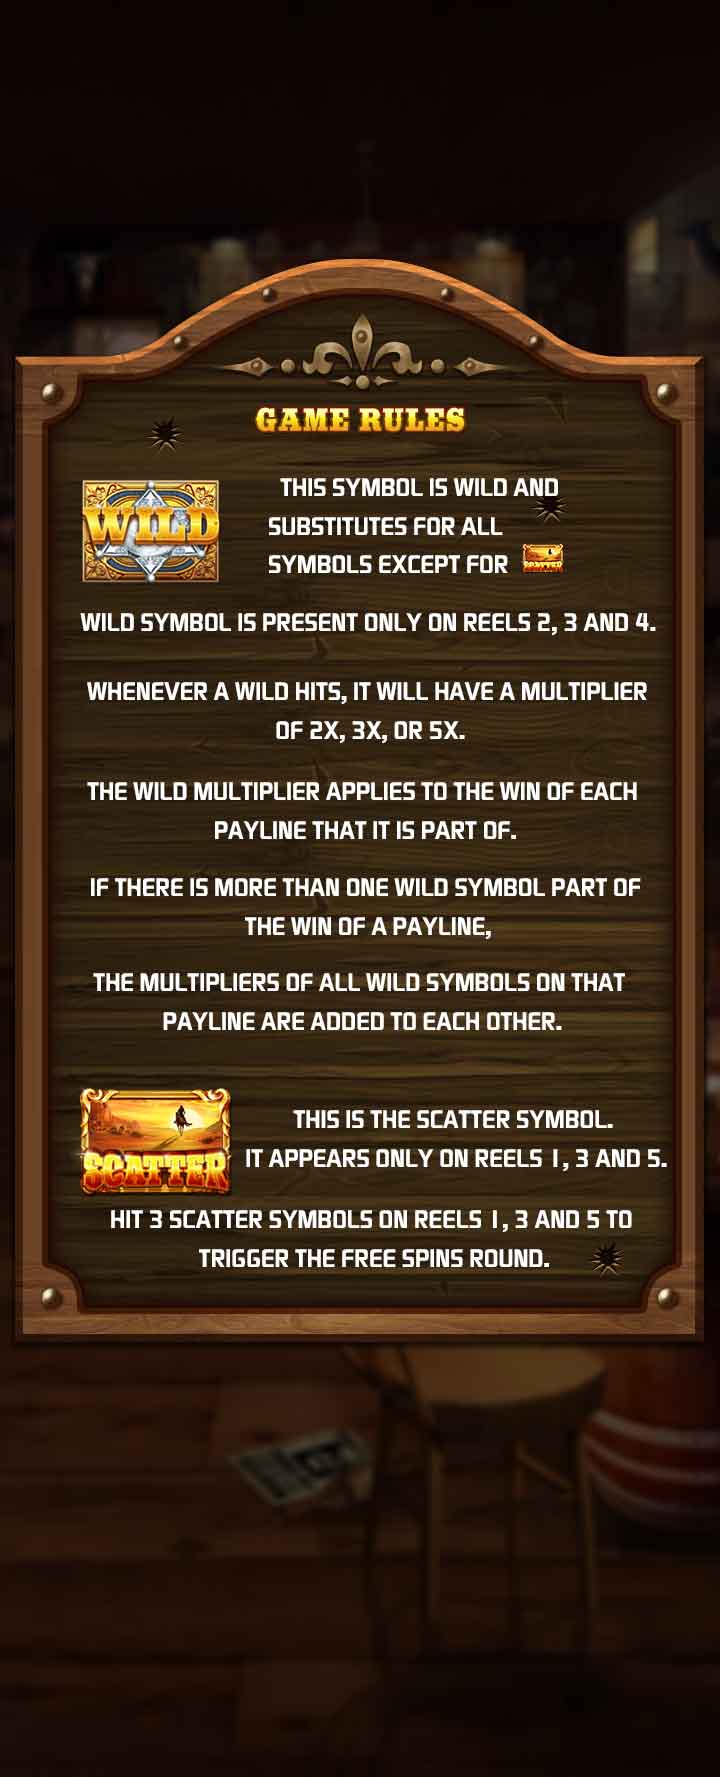 GAME RULES
WILD
THIS SYMBOL IS WILD AND
SUBSTITUTES FOR ALL
SYMBOLS EXCEPT FOR SCATTER
WILD SYMBOL IS PRESENT ONLY ON REELS 2, 3 AND 4.
WHENEVER A WILD HITS, IT WILL HAVE A MULTIPLIER
OF 2X, 3X, OR 5X.
THE WILD MULTIPLIER APPLIES TO THE WIN OF EACH
PAYLINE THAT IT IS PART OF.
IF THERE IS MORE THAN ONE WILD SYMBOL PART OF
THE WIN OF A PAYLINE,
THE MULTIPLIERS OF ALL WILD SYMBOLS ON THAT
PAYLINE ARE ADDED TO EACH OTHER.
SCATTER
THIS IS THE SCATTER SYMBOL.
IT APPEARS ONLY ON REELS 1, 3 AND 5.
HIT 3 SCATTER SYMBOLS ON REELS 1, 3 AND 5 TO
TRIGGER THE FREE SPINS ROUND.